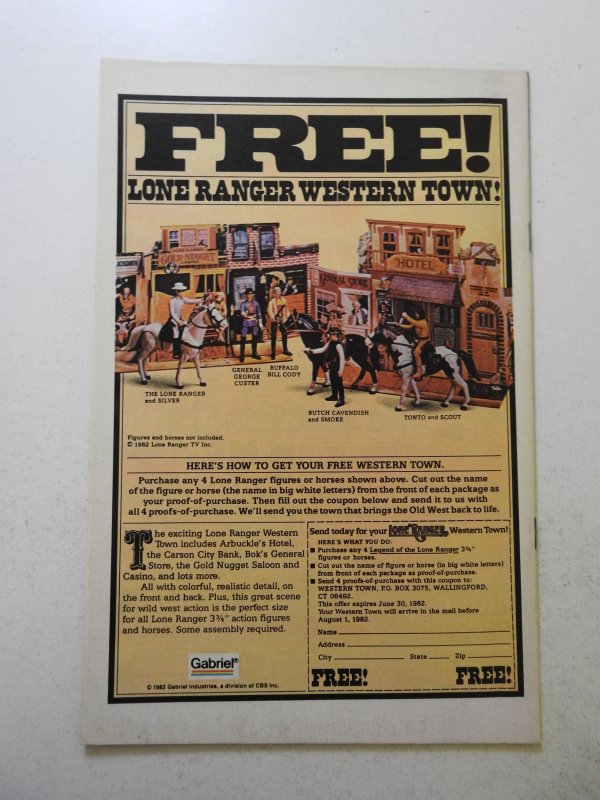 FREE!
LONE RANGER WESTERN TOWN!
GOLD NUGGET
HOTEL
GENERAL STORE
THE LONE RANGER
and SILVER
GENERAL
GEORGE
CUSTER
BUFFALO
BILL CODY
BUTCH CAVENDISH
and SMOKE
TONTO and SCOUT
Figures and horses not included.
© 1982 Lone Ranger TV Inc.
HERE'S HOW TO GET YOUR FREE WESTERN TOWN.
Purchase any 4 Lone Ranger figures or horses shown above. Cut out the name
of the figure or horse (the name in big white letters) from the front of each package as
your proof-of-purchase. Then fill out the coupon below and send it to us with
all 4 proofs-of-purchase. We'll send you the town that brings the Old West back to life.
The exciting Lone Ranger Western
Town includes Arbuckle's Hotel,
the Carson City Bank, Bok's General
Store, the Gold Nugget Saloon and
Casino, and lots more.
All with colorful, realistic detail, on
the front and back. Plus, this great scene
for wild west action is the perfect size
for all Lone Ranger 3¾" action figures
and horses. Some assembly required.
Gabriel®
© 1982 Gabriel Industries, a division of CBS Inc.
Send today for your LONE RANGER Western Town!
HERE'S WHAT YOU DO:
■ Purchase any 4 Legend of the Lone Ranger 3¾"
figures or horses.
■ Cut out the name of figure or horse (in big white letters)
from front of each package as proof-of-purchase.
■ Send 4 proofs-of-purchase with this coupon to:
WESTERN TOWN, P.O. BOX 3075, WALLINGFORD,
CT 06492.
This offer expires June 30, 1982.
Your Western Town will arrive in the mail before
August 1, 1982.
Name
Address
City State Zip
FREE! FREE!